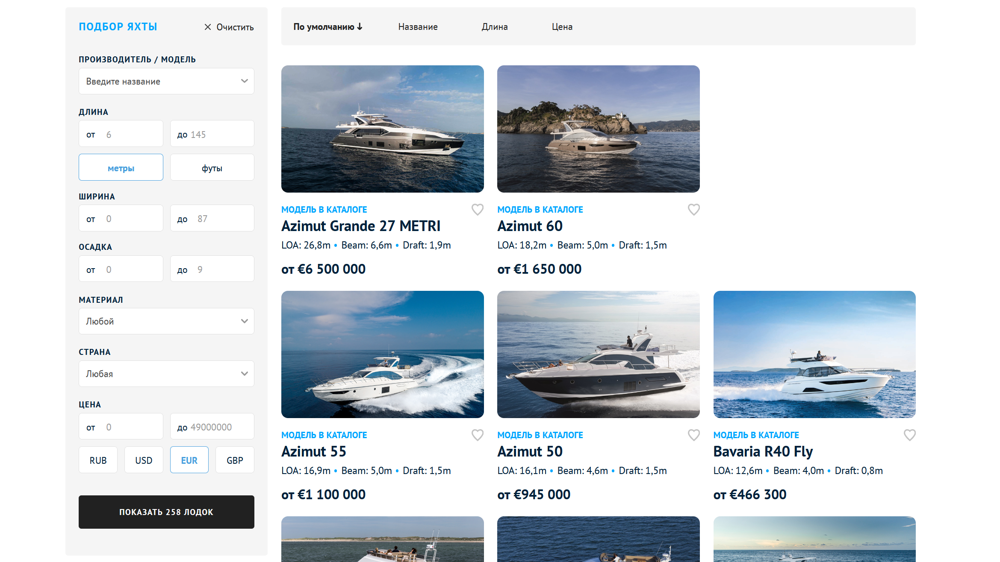 ПОДБОР ЯХТЫ
Очистить
ПРОИЗВОДИТЕЛЬ / МОДЕЛЬ
Введите название
ДЛИНА
от 6
до 145
метры
футы
ШИРИНА
от 0
до 87
ОСАДКА
от 0
до 9
МАТЕРИАЛ
Любой
СТРАНА
Любая
ЦЕНА
от 0
до 49000000
RUB
USD
EUR
GBP
ПОКАЗАТЬ 258 ЛОДОК
По умолчанию
Название
Длина
Цена
МОДЕЛЬ В КАТАЛОГЕ
Azimut Grande 27 METRI
LOA: 26,8m • Beam: 6,6m • Draft: 1,9m
от €6 500 000
МОДЕЛЬ В КАТАЛОГЕ
Azimut 60
LOA: 18,2m • Beam: 5,0m • Draft: 1,5m
от €1 650 000
МОДЕЛЬ В КАТАЛОГЕ
Azimut 55
LOA: 16,9m • Beam: 5,0m • Draft: 1,5m
от €1 100 000
МОДЕЛЬ В КАТАЛОГЕ
Azimut 50
LOA: 16,1m • Beam: 4,6m • Draft: 1,5m
от €945 000
МОДЕЛЬ В КАТАЛОГЕ
Bavaria R40 Fly
LOA: 12,6m • Beam: 4,0m • Draft: 0,8m
от €466 300